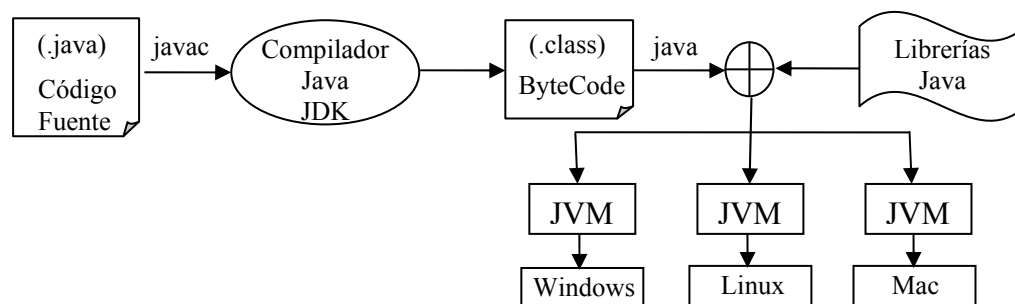 (.java)
Código
Fuente
javac
Compilador
Java
JDK
(.class)
ByteCode
java
Librerías
Java
JVM
JVM
JVM
Windows
Linux
Mac